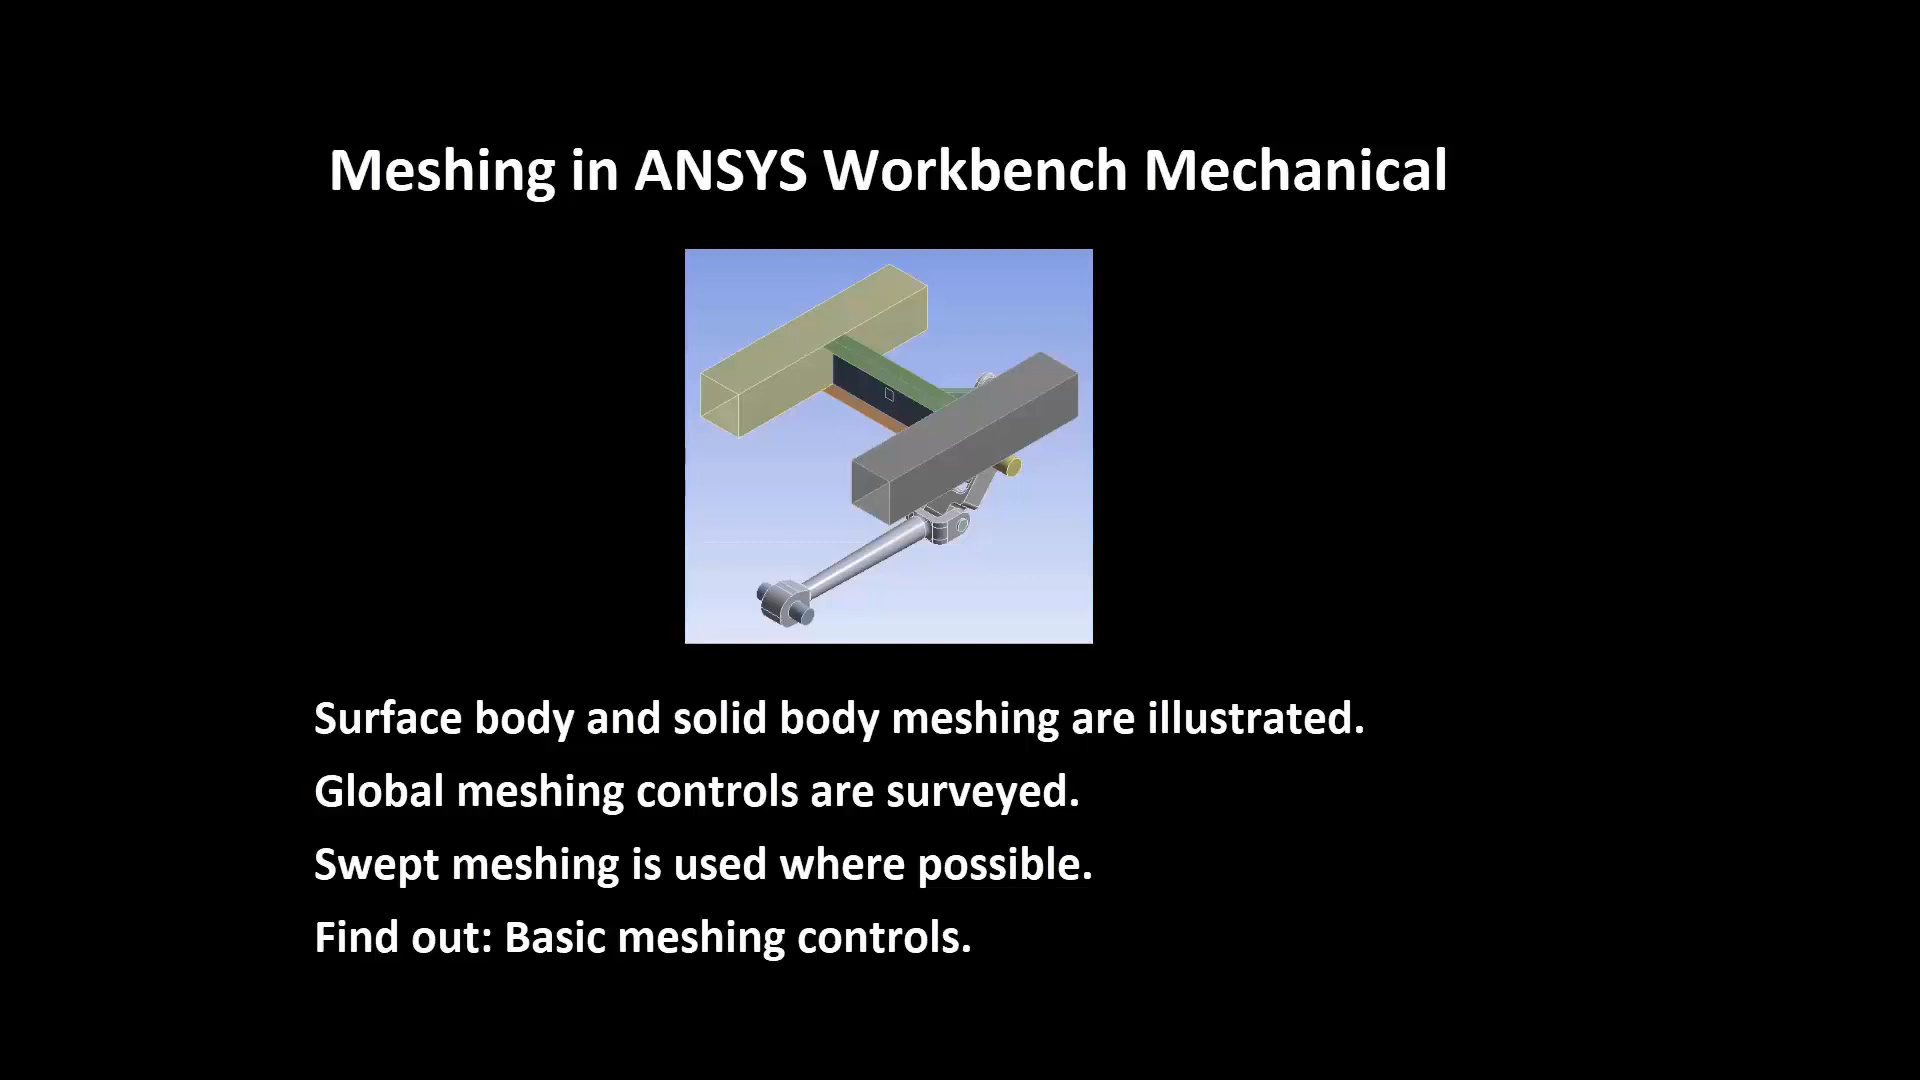 Meshing in ANSYS Workbench Mechanical
Surface body and solid body meshing are illustrated.
Global meshing controls are surveyed.
Swept meshing is used where possible.
Find out: Basic meshing controls.